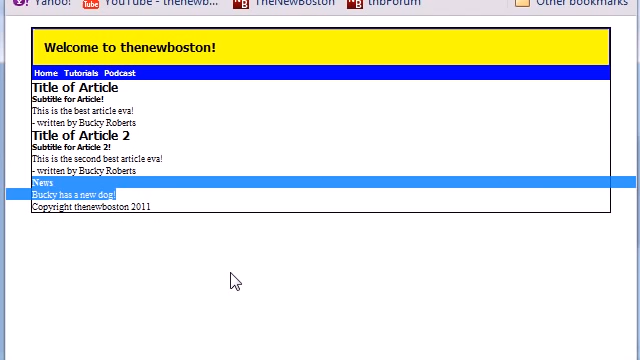 Yahoo! YouTube - thenewb... TheNewBoston thbForum Other bookmarks
Welcome to thenewboston!
Home Tutorials Podcast
Title of Article
Subtitle for Article!
This is the best article eva!
- written by Bucky Roberts
Title of Article 2
Subtitle for Article 2!
This is the second best article eva!
- written by Bucky Roberts
News
Bucky has a new dog!
Copyright thenewboston 2011